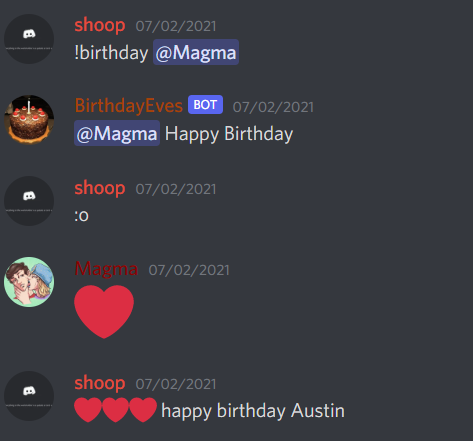 shoop 07/02/2021
!birthday @Magma
BirthdayEves BOT 07/02/2021
@Magma Happy Birthday
shoop 07/02/2021
:o
Magma 07/02/2021
shoop 07/02/2021
happy birthday Austin